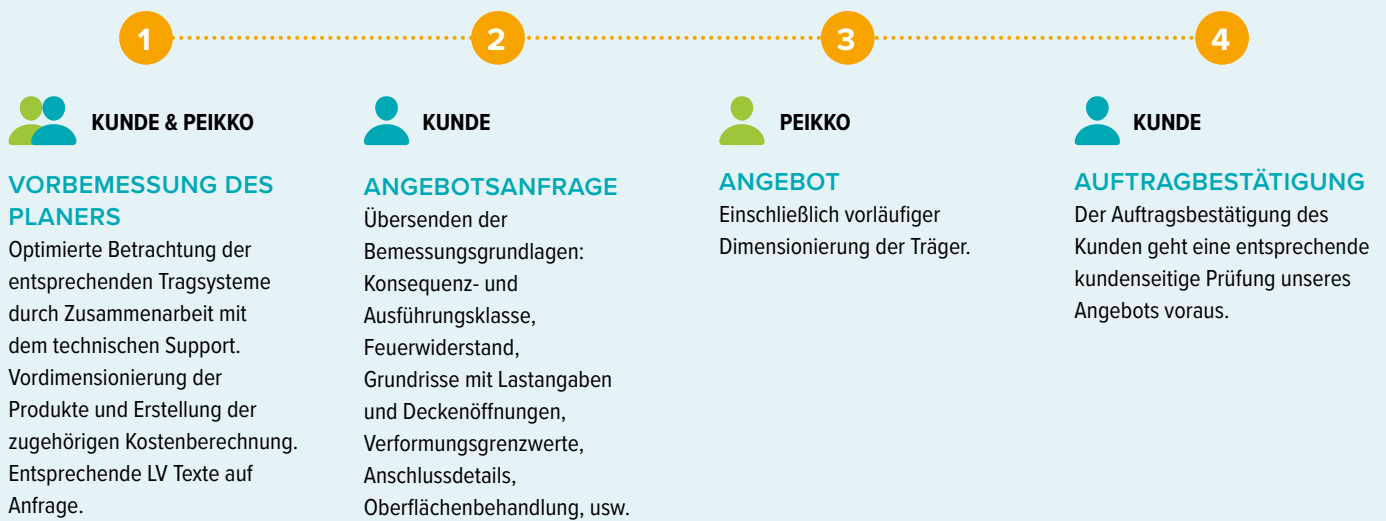 1
2
3
4
KUNDE & PEIKKO
VORBEMESSUNG DES
PLANERS
Optimierte Betrachtung der
entsprechenden Tragsysteme
durch Zusammenarbeit mit
dem technischen Support.
Vordimensionierung der
Produkte und Erstellung der
zugehörigen Kostenberechnung.
Entsprechende LV Texte auf
Anfrage.
KUNDE
ANGEBOTSANFRAGE
Übersenden der
Bemessungsgrundlagen:
Konsequenz- und
Ausführungsklasse,
Feuerwiderstand,
Grundrisse mit Lastangaben
und Deckenöffnungen,
Verformungsgrenzwerte,
Anschlussdetails,
Oberflächenbehandlung, usw.
PEIKKO
ANGEBOT
Einschließlich vorläufiger
Dimensionierung der Träger.
KUNDE
AUFTRAGBESTÄTIGUNG
Der Auftragsbestätigung des
Kunden geht eine entsprechende
kundenseitige Prüfung unseres
Angebots voraus.